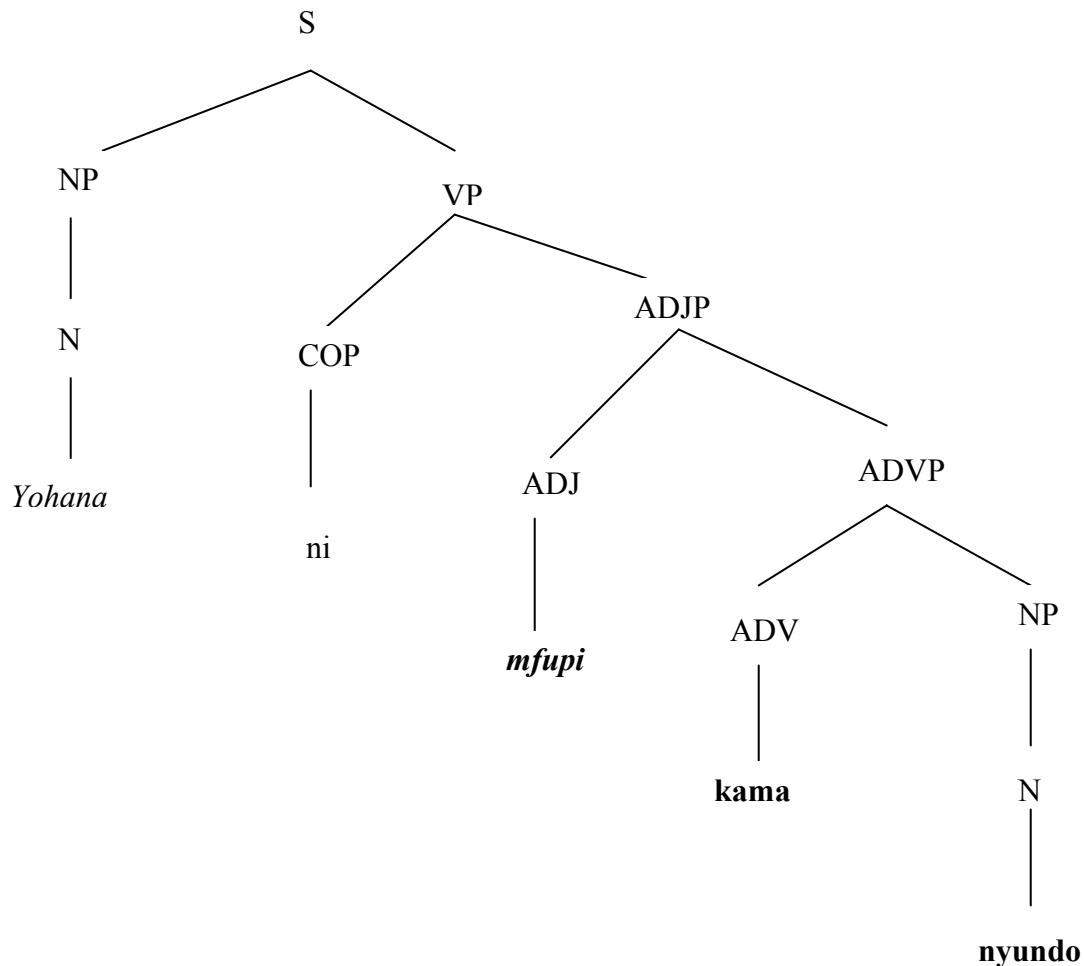 S
NP
VP
ADJP
N
COP
ADJ
ADVP
Yohana
ni
ADV
NP
mfupi
kama
N
nyundo